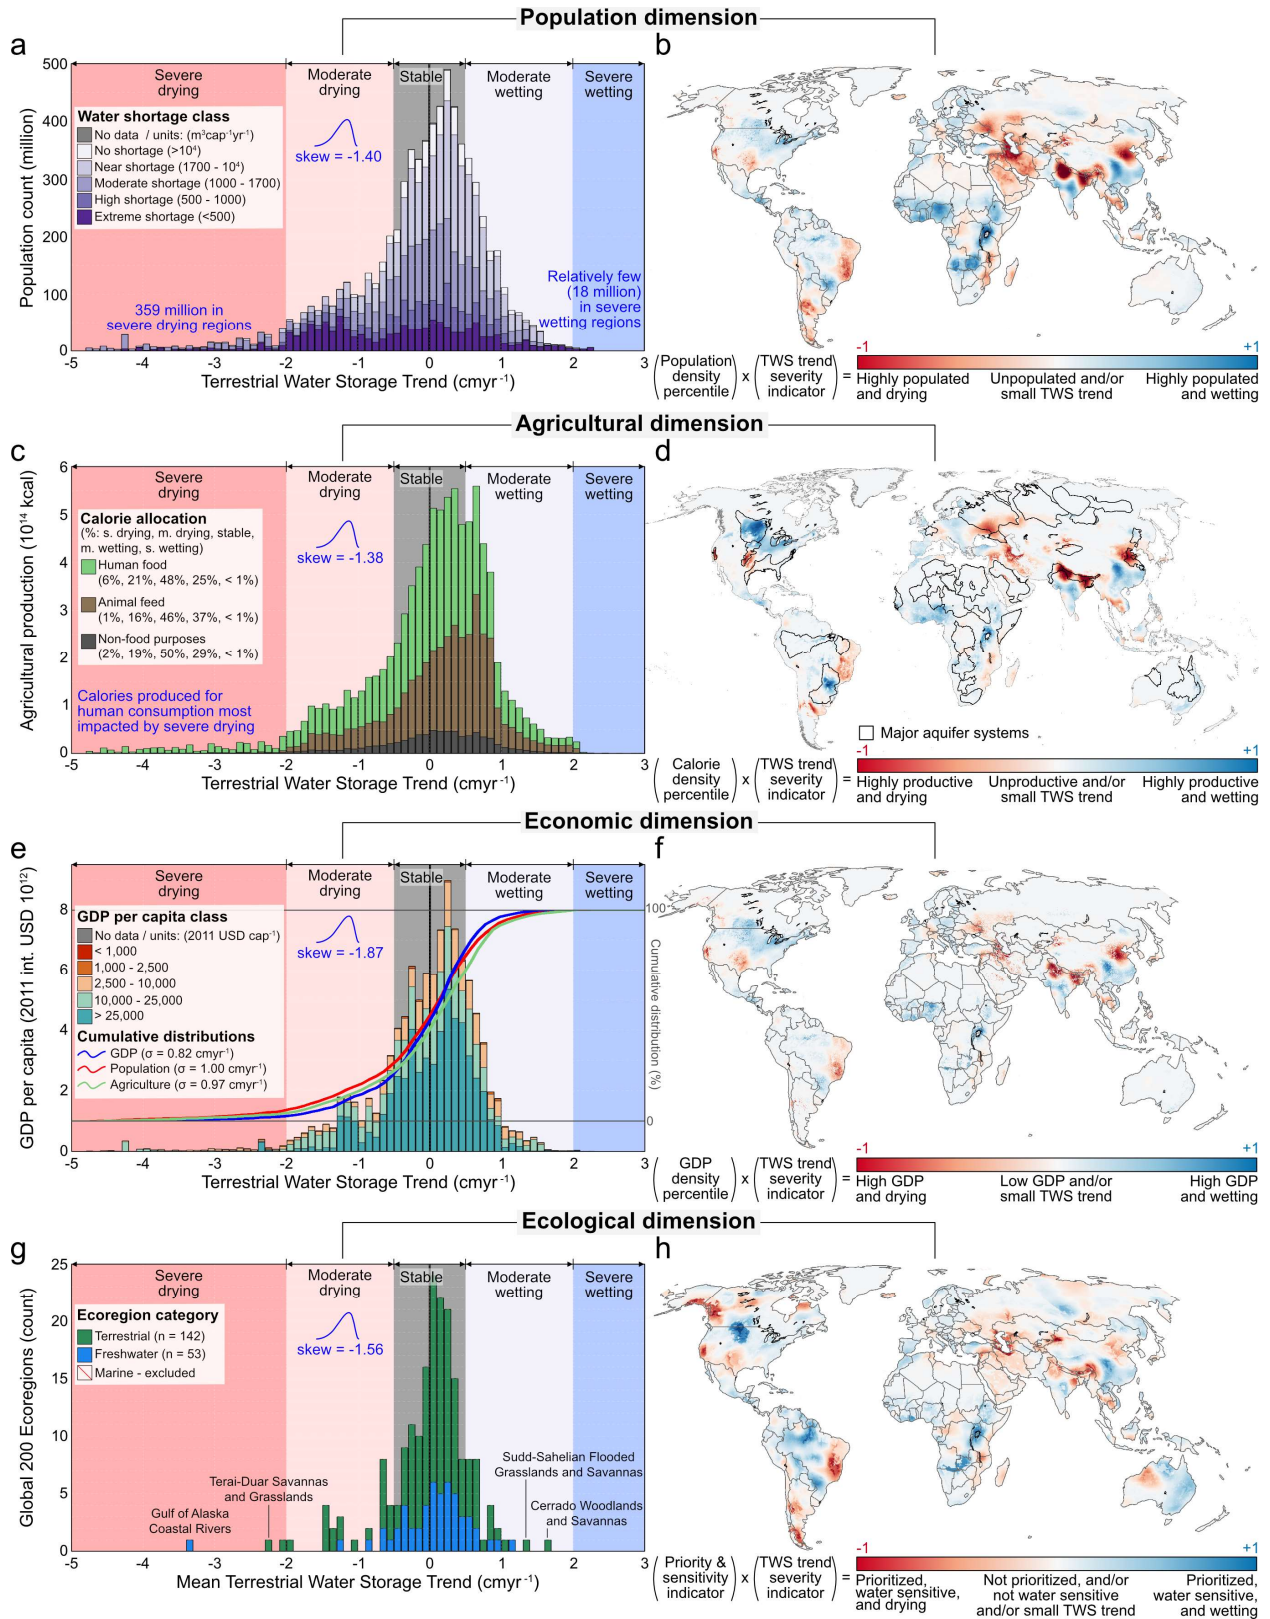 Population dimension
a
b
500
400
300
200
100
0
Population count (million)
Severe
drying
Moderate
drying
Stable
Moderate
wetting
Severe
wetting
Water shortage class
No data / units: (m³cap⁻¹yr⁻¹)
No shortage (>10⁴)
Near shortage (1700 - 10⁴)
Moderate shortage (1000 - 1700)
High shortage (500 - 1000)
Extreme shortage (<500)
skew = -1.40
359 million in
severe drying regions
Relatively few
(18 million)
in severe
wetting regions
-5 -4 -3 -2 -1 0 1 2 3
Terrestrial Water Storage Trend (cmyr⁻¹)
(Population density percentile) x (TWS trend severity indicator) =
-1 +1
Highly populated
and drying
Unpopulated and/or
small TWS trend
Highly populated
and wetting
Agricultural dimension
c
d
6
5
4
3
2
1
0
Agricultural production (10¹⁴ kcal)
Severe
drying
Moderate
drying
Stable
Moderate
wetting
Severe
wetting
Calorie allocation
(%: s. drying, m. drying, stable,
m. wetting, s. wetting)
Human food
(6%, 21%, 48%, 25%, < 1%)
Animal feed
(1%, 16%, 46%, 37%, < 1%)
Non-food purposes
(2%, 19%, 50%, 29%, < 1%)
skew = -1.38
Calories produced for
human consumption most
impacted by severe drying
-5 -4 -3 -2 -1 0 1 2 3
Terrestrial Water Storage Trend (cmyr⁻¹)
Major aquifer systems
(Calorie density percentile) x (TWS trend severity indicator) =
-1 +1
Highly productive
and drying
Unproductive and/or
small TWS trend
Highly productive
and wetting
Economic dimension
e
f
8
6
4
2
0
GDP per capita (2011 int. USD 10¹²)
Severe
drying
Moderate
drying
Stable
Moderate
wetting
Severe
wetting
GDP per capita class
No data / units: (2011 USD cap⁻¹)
< 1,000
1,000 - 2,500
2,500 - 10,000
10,000 - 25,000
> 25,000
Cumulative distributions
GDP (σ = 0.82 cmyr⁻¹)
Population (σ = 1.00 cmyr⁻¹)
Agriculture (σ = 0.97 cmyr⁻¹)
skew = -1.87
100
0
Cumulative distribution (%)
-5 -4 -3 -2 -1 0 1 2 3
Terrestrial Water Storage Trend (cmyr⁻¹)
(GDP density percentile) x (TWS trend severity indicator) =
-1 +1
High GDP
and drying
Low GDP and/or
small TWS trend
High GDP
and wetting
Ecological dimension
g
h
25
20
15
10
5
0
Global 200 Ecoregions (count)
Severe
drying
Moderate
drying
Stable
Moderate
wetting
Severe
wetting
Ecoregion category
Terrestrial (n = 142)
Freshwater (n = 53)
Marine - excluded
skew = -1.56
Terai-Duar Savannas
and Grasslands
Gulf of Alaska
Coastal Rivers
Sudd-Sahelian Flooded
Grasslands and Savannas
Cerrado Woodlands
and Savannas
-5 -4 -3 -2 -1 0 1 2 3
Mean Terrestrial Water Storage Trend (cmyr⁻¹)
(Priority & sensitivity indicator) x (TWS trend severity indicator) =
-1 +1
Prioritized,
water sensitive,
and drying
Not prioritized, and/or
not water sensitive
and/or small TWS trend
Prioritized,
water sensitive,
and wetting